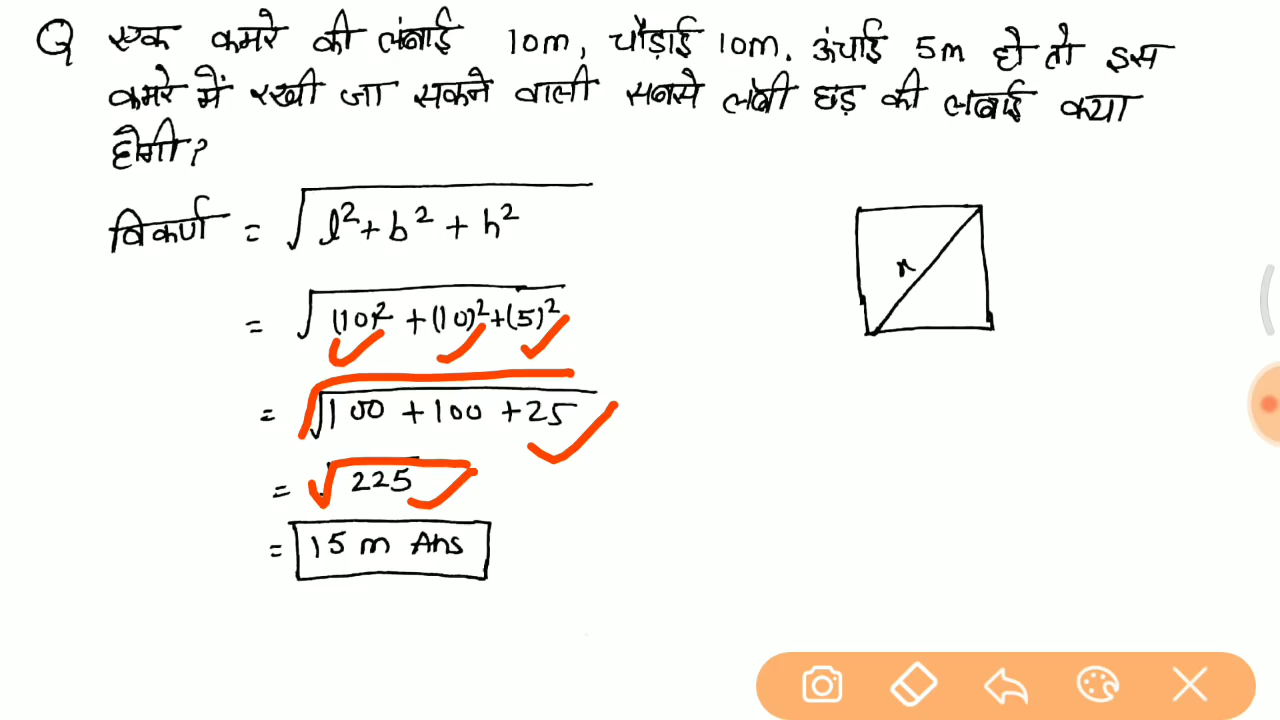 Q एक कमरे की लंबाई 10m, चौड़ाई 10m. ऊंचाई 5m हो तो इस
कमरे में रखी जा सकने वाली सबसे लंबी छड़ की लंबाई क्या
होगी?
विकर्ण = √l² + b² + h²
= √(10)² + (10)² + (5)²
= √100 + 100 + 25
= √225
= 15 m Ans
x